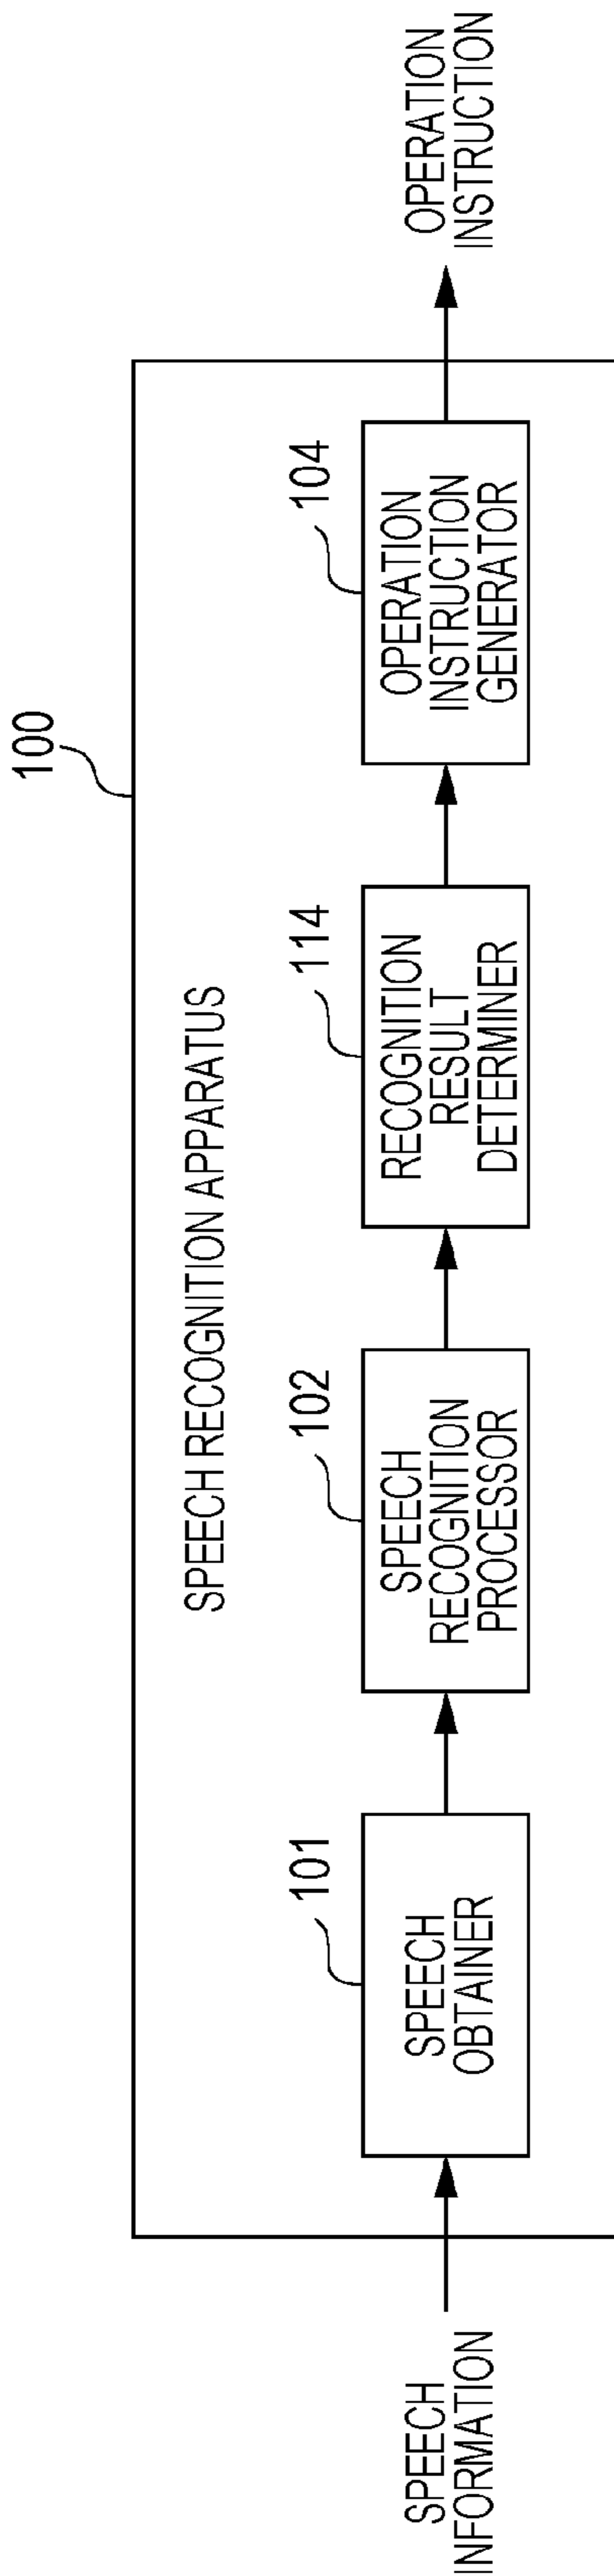 100
SPEECH RECOGNITION APPARATUS
SPEECH
INFORMATION
101
SPEECH
OBTAINER
102
SPEECH
RECOGNITION
PROCESSOR
114
RECOGNITION
RESULT
DETERMINER
104
OPERATION
INSTRUCTION
GENERATOR
OPERATION
INSTRUCTION